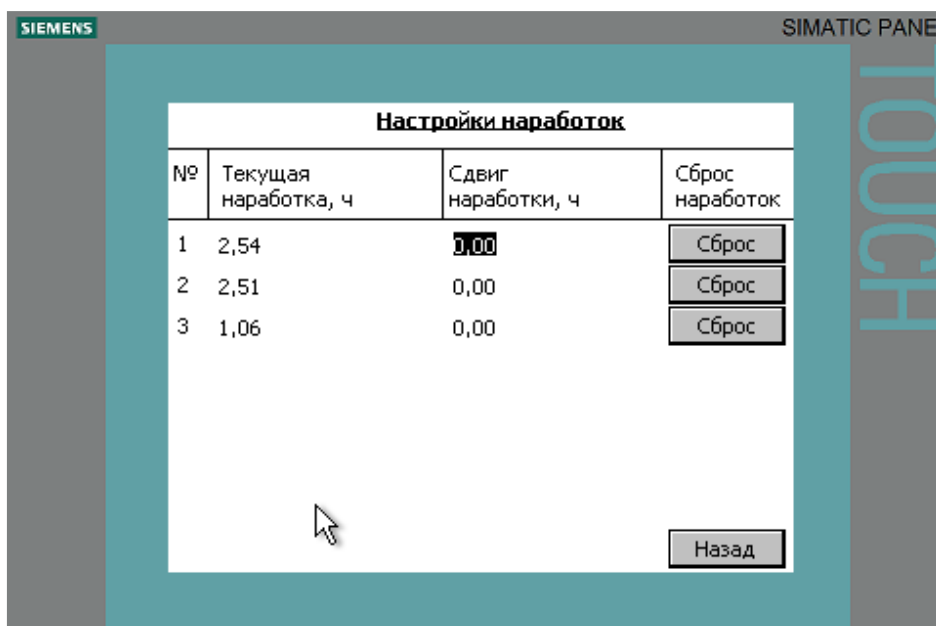 SIEMENS
SIMATIC PANE
TOUCH
Настройки наработок
№ Текущая наработка, ч Сдвиг наработки, ч Сброс наработок
1 2,54 0,00 Сброс
2 2,51 0,00 Сброс
3 1,06 0,00 Сброс
Назад